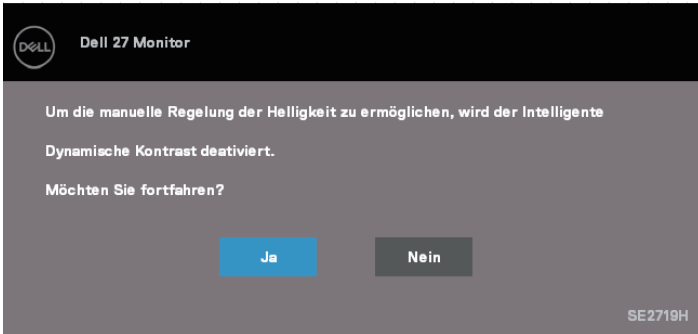 DELL
Dell 27 Monitor
Um die manuelle Regelung der Helligkeit zu ermöglichen, wird der Intelligente
Dynamische Kontrast deativiert.
Möchten Sie fortfahren?
Ja
Nein
SE2719H